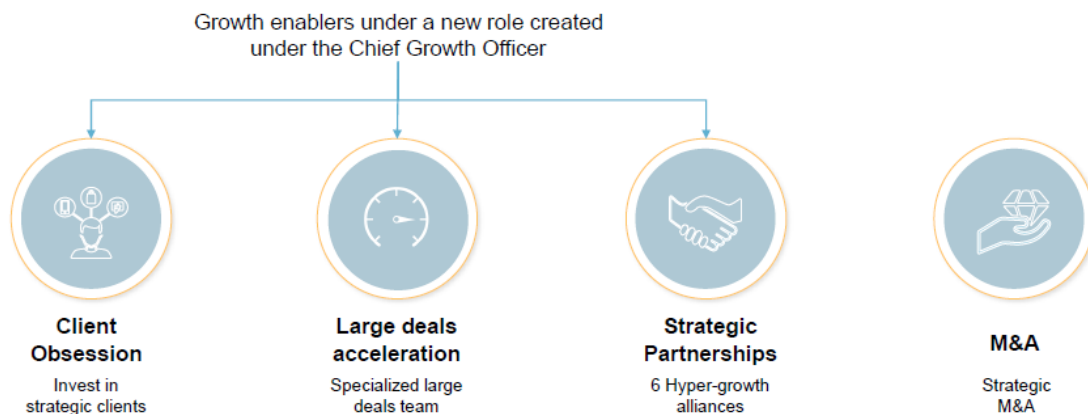 Growth enablers under a new role created
under the Chief Growth Officer
Client
Obsession
Invest in
strategic clients
Large deals
acceleration
Specialized large
deals team
Strategic
Partnerships
6 Hyper-growth
alliances
M&A
Strategic
M&A